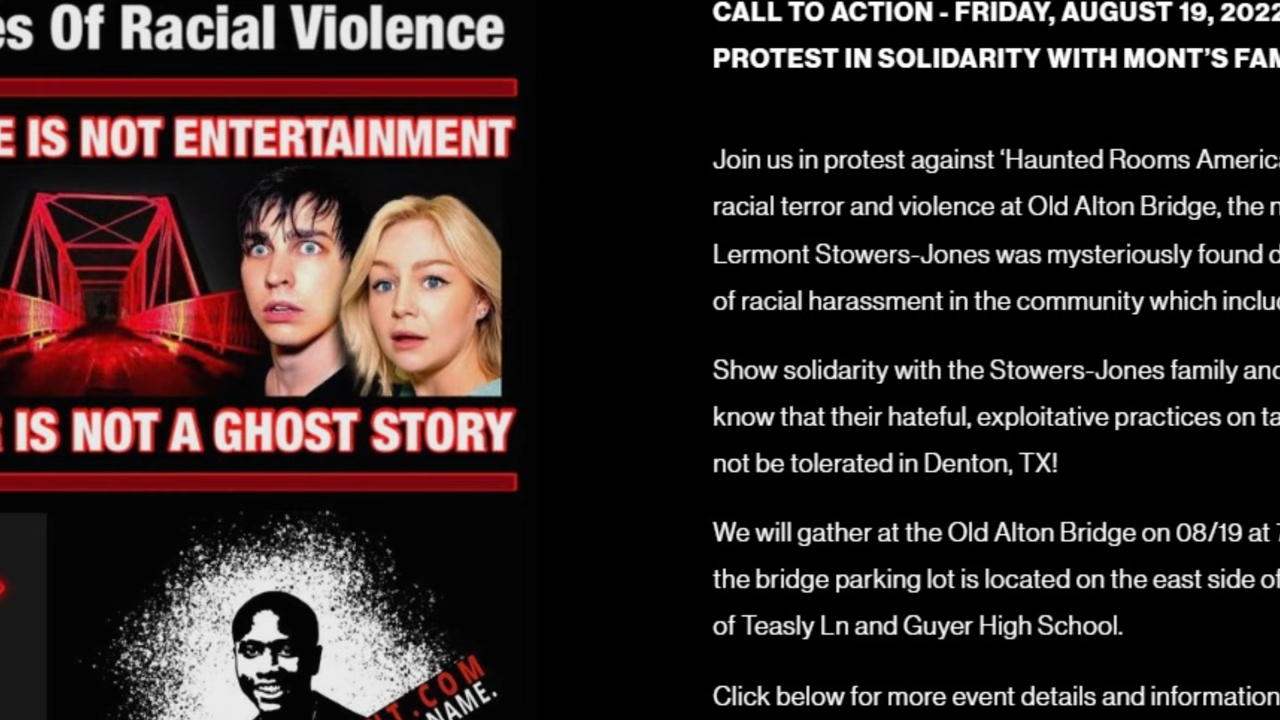 es Of Racial Violence
E IS NOT ENTERTAINMENT
IS NOT A GHOST STORY
T.COM
NAME.
CALL TO ACTION - FRIDAY, AUGUST 19, 2022
PROTEST IN SOLIDARITY WITH MONT’S FAM
Join us in protest against ‘Haunted Rooms America
racial terror and violence at Old Alton Bridge, the
Lermont Stowers-Jones was mysteriously found d
of racial harassment in the community which inclu
Show solidarity with the Stowers-Jones family and
know that their hateful, exploitative practices on ta
not be tolerated in Denton, TX!
We will gather at the Old Alton Bridge on 08/19 at 7
the bridge parking lot is located on the east side of
of Teasly Ln and Guyer High School.
Click below for more event details and information